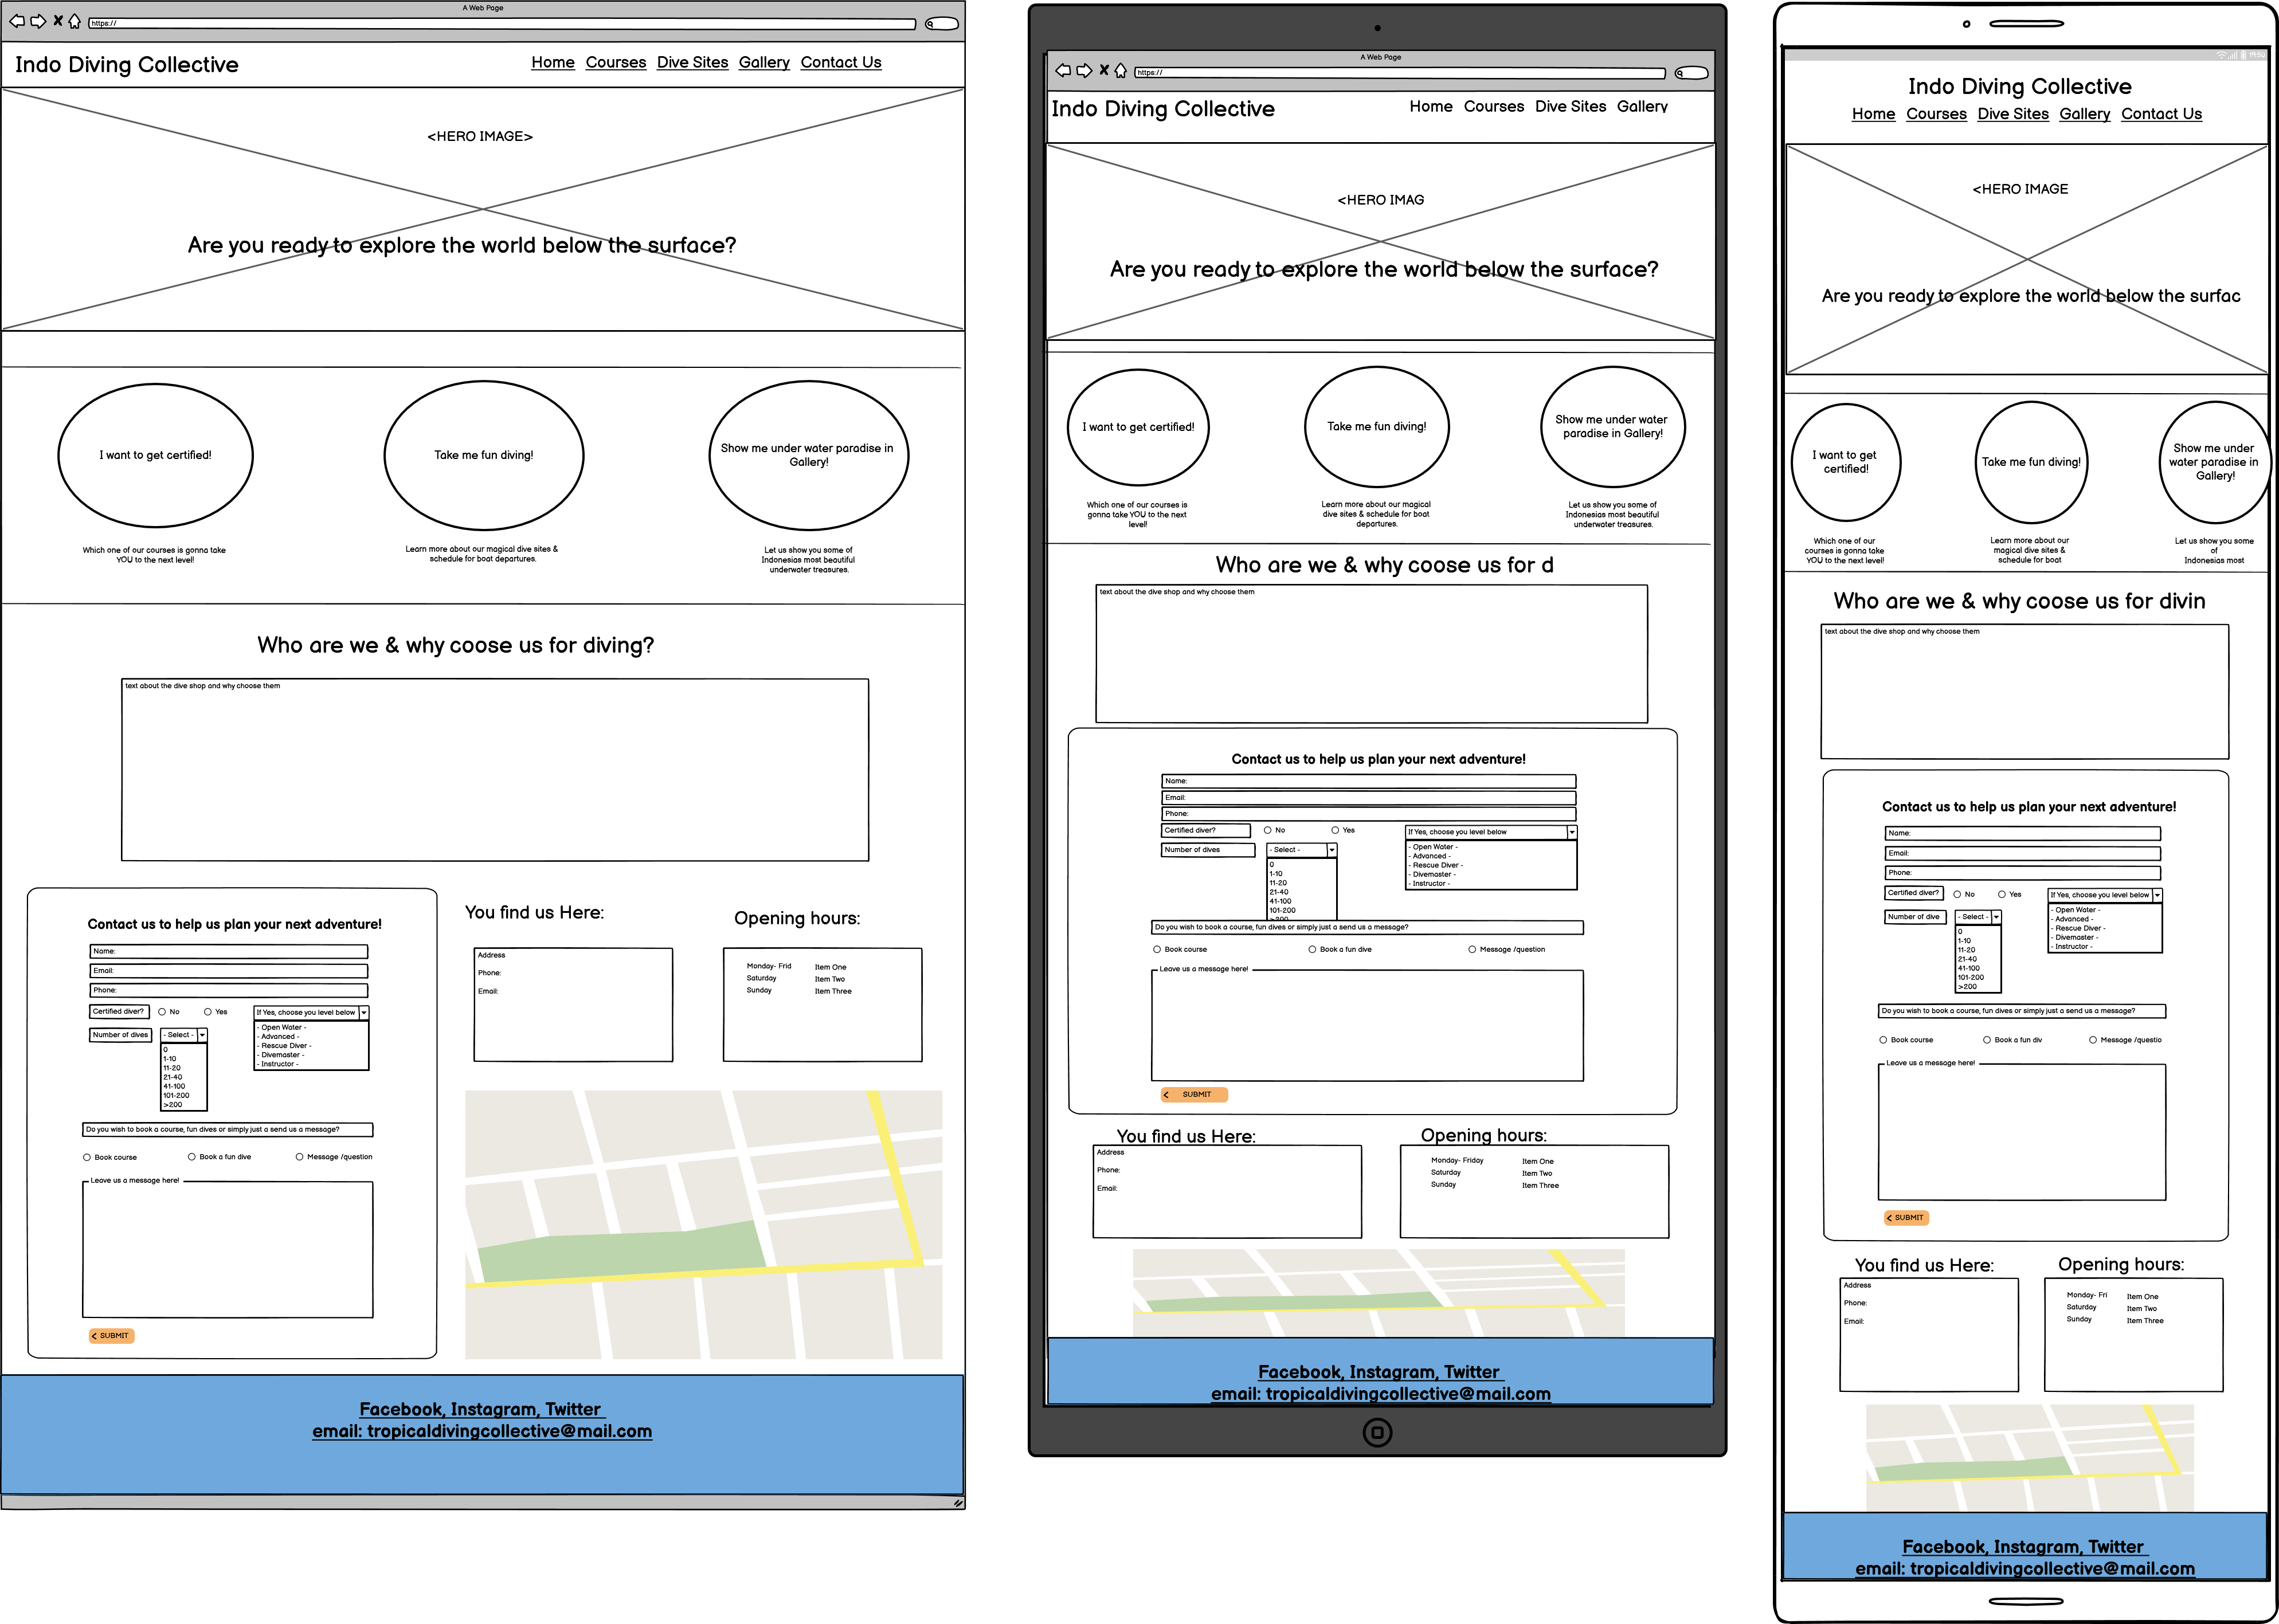 A Web Page
https://
Indo Diving Collective
Home Courses Dive Sites Gallery Contact Us
<HERO IMAGE>
Are you ready to explore the world below the surface?
I want to get certified!
Take me fun diving!
Show me under water paradise in
Gallery!
Which one of our courses is gonna take
YOU to the next level!
Learn more about our magical dive sites &
schedule for boat departures.
Let us show you some of
Indonesias most beautiful
underwater treasures.
Who are we & why coose us for diving?
text about the dive shop and why choose them
Contact us to help us plan your next adventure!
Name:
Email:
Phone:
Certified diver?
No
Yes
If Yes, choose you level below
- Open Water -
- Advanced -
- Rescue Diver -
- Divemaster -
- Instructor -
Number of dives
- Select -
0
1-10
11-20
21-40
41-100
101-200
>200
Do you wish to book a course, fun dives or simply just a send us a message?
Book course
Book a fun dive
Message /question
Leave us a message here!
SUBMIT
You find us Here:
Address
Phone:
Email:
Opening hours:
Monday- Frid Item One
Saturday Item Two
Sunday Item Three
Facebook, Instagram, Twitter
email: tropicaldivingcollective@mail.com
A Web Page
https://
Indo Diving Collective
Home Courses Dive Sites Gallery
<HERO IMAG
Are you ready to explore the world below the surface?
I want to get certified!
Take me fun diving!
Show me under water
paradise in Gallery!
Which one of our courses is
gonna take YOU to the next
level!
Learn more about our magical
dive sites & schedule for boat
departures.
Let us show you some of
Indonesias most beautiful
underwater treasures.
Who are we & why coose us for d
text about the dive shop and why choose them
Contact us to help us plan your next adventure!
Name:
Email:
Phone:
Certified diver?
No
Yes
If Yes, choose you level below
- Open Water -
- Advanced -
- Rescue Diver -
- Divemaster -
- Instructor -
Number of dives
- Select -
0
1-10
11-20
21-40
41-100
101-200
>200
Do you wish to book a course, fun dives or simply just a send us a message?
Book course
Book a fun dive
Message /question
Leave us a message here!
SUBMIT
You find us Here:
Address
Phone:
Email:
Opening hours:
Monday- Friday Item One
Saturday Item Two
Sunday Item Three
Facebook, Instagram, Twitter
email: tropicaldivingcollective@mail.com
Indo Diving Collective
Home Courses Dive Sites Gallery Contact Us
<HERO IMAGE
Are you ready to explore the world below the surfac
I want to get
certified!
Take me fun diving!
Show me under
water paradise in
Gallery!
Which one of our
courses is gonna take
YOU to the next level!
Learn more about our
magical dive sites &
schedule for boat
Let us show you some
of
Indonesias most
Who are we & why coose us for divin
text about the dive shop and why choose them
Contact us to help us plan your next adventure!
Name:
Email:
Phone:
Certified diver?
No
Yes
If Yes, choose you level below
- Open Water -
- Advanced -
- Rescue Diver -
- Divemaster -
- Instructor -
Number of dive
- Select -
0
1-10
11-20
21-40
41-100
101-200
>200
Do you wish to book a course, fun dives or simply just a send us a message?
Book course
Book a fun div
Message /questio
Leave us a message here!
SUBMIT
You find us Here:
Address
Phone:
Email:
Opening hours:
Monday- Fri Item One
Saturday Item Two
Sunday Item Three
Facebook, Instagram, Twitter
email: tropicaldivingcollective@mail.com